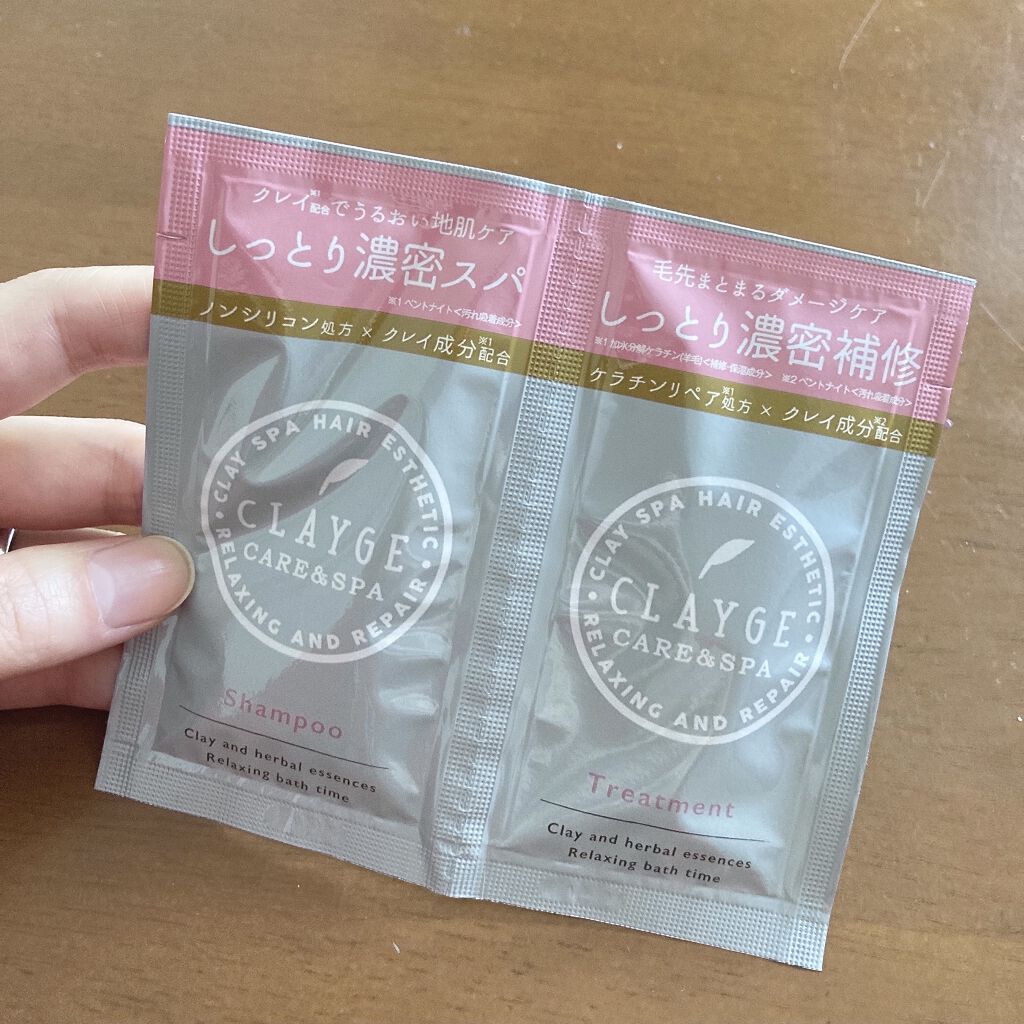 クレイ※1配合でうるおい地肌ケア
しっとり濃密スパ
※1 ベントナイト<汚れ吸着成分>
ノンシリコン処方 × クレイ成分※1配合
CLAY SPA HAIR ESTHETIC
CLAYGE
CARE&SPA
RELAXING AND REPAIR
Shampoo
Clay and herbal essences
Relaxing bath time
毛先まとまるダメージケア
しっとり濃密補修
※1 加水分解ケラチン(羊毛)<補修・保湿成分> ※2 ベントナイト<汚れ吸着成分>
ケラチンリペア※1処方 × クレイ成分※2配合
CLAY SPA HAIR ESTHETIC
CLAYGE
CARE&SPA
RELAXING AND REPAIR
Treatment
Clay and herbal essences
Relaxing bath time